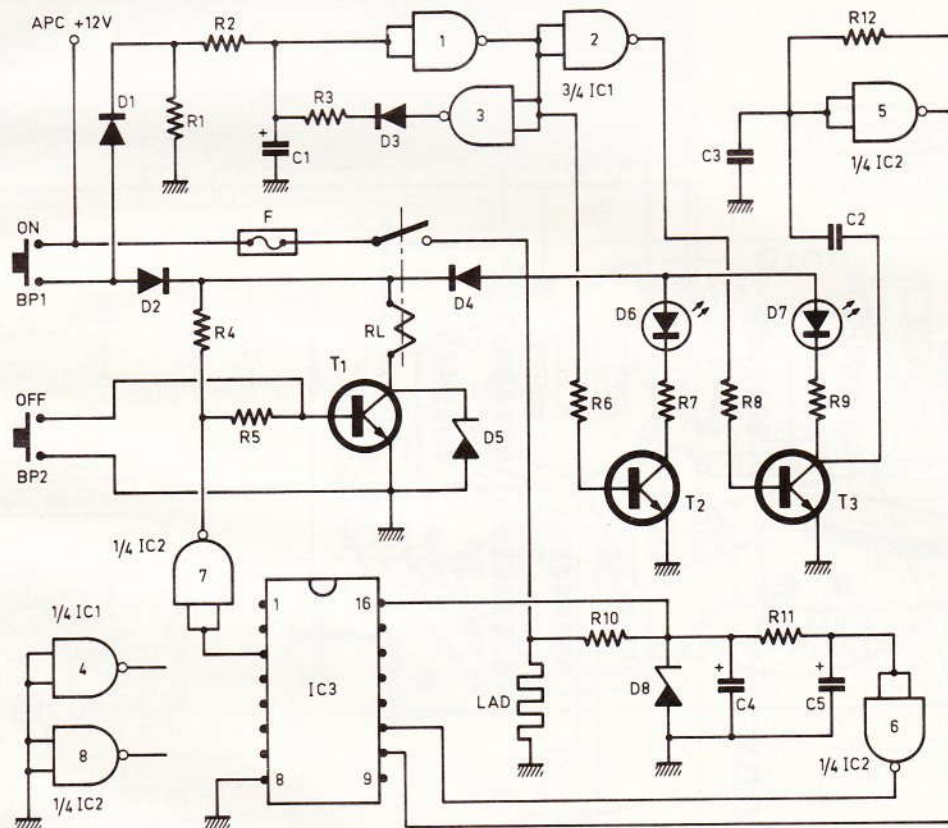 APC +12V
R2
1
2
R12
D1
R1
R3
D3
3
3/4 IC1
5
C1
C3
1/4 IC2
F
C2
ON
BP1
D2
D4
R4
RL
D6
D7
T1
OFF
BP2
R5
D5
R6
R7
R8
R9
T2
T3
1/4 IC2
7
1/4 IC1
4
8
1/4 IC2
1
16
IC3
8
9
R10
R11
LAD
D8
+
C4
+
C5
6
1/4 IC2
+